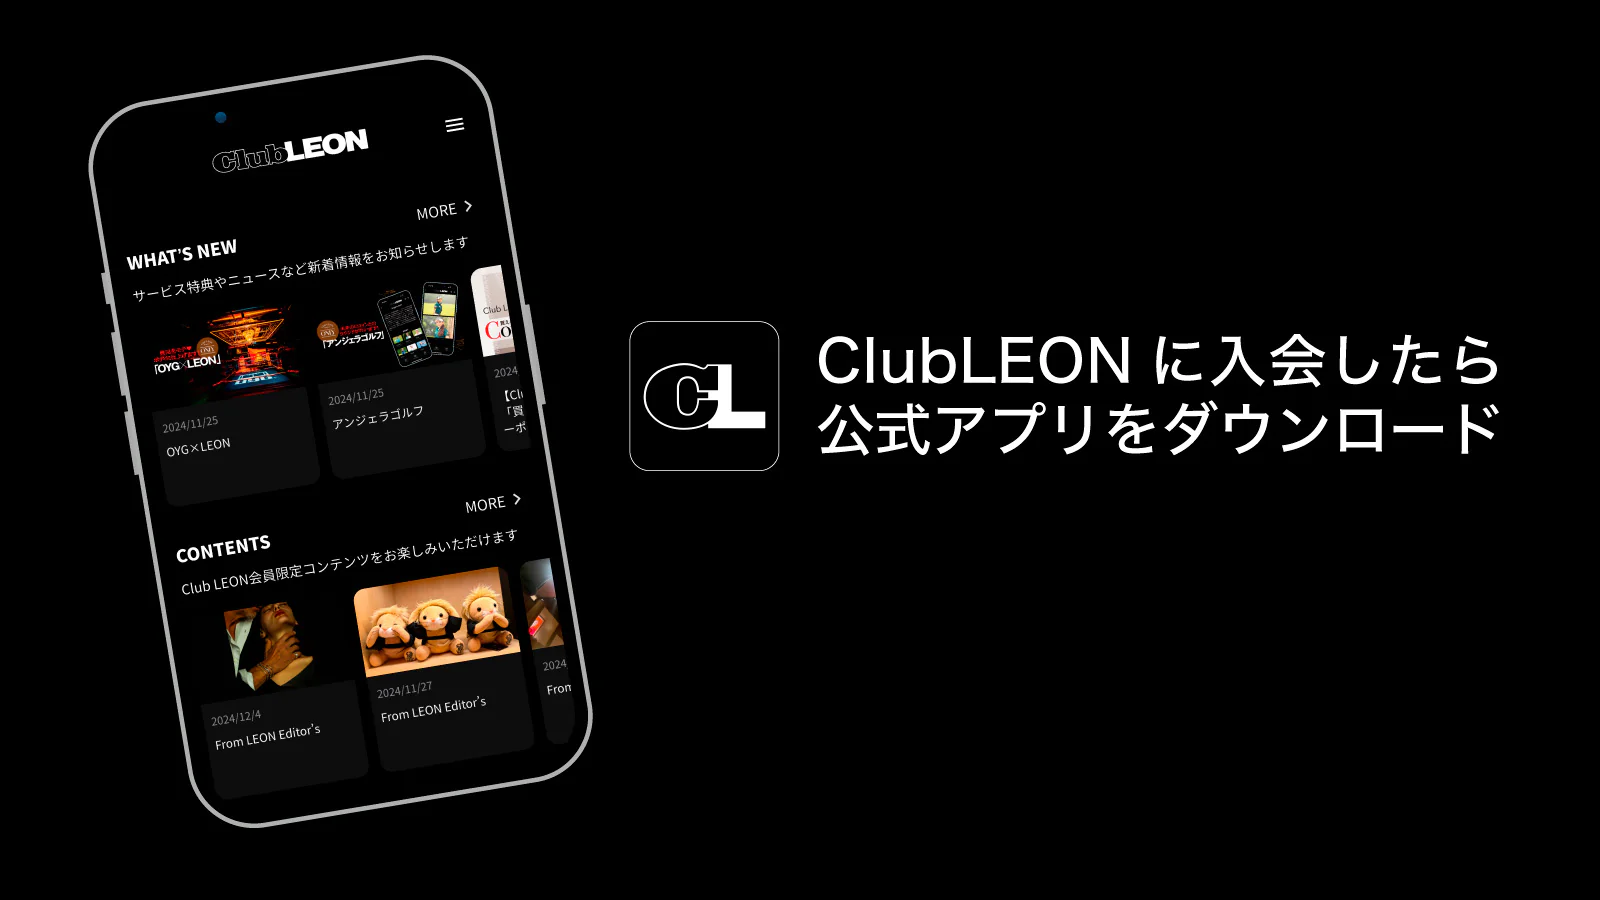 ClubLEON
MORE
WHAT'S NEW
サービス特典やニュースなど新着情報をお知らせします
「OYG×LEON」
「アンジェラゴルフ」
Club L
Co
2024/11/25
OYG×LEON
2024/11/25
アンジェラゴルフ
2024
【Clu
「買
ーポ
MORE
CONTENTS
Club LEON会員限定コンテンツをお楽しみいただけます
2024/12/4
From LEON Editor's
2024/11/27
From LEON Editor's
2024
From
CL
ClubLEON に入会したら
公式アプリをダウンロード